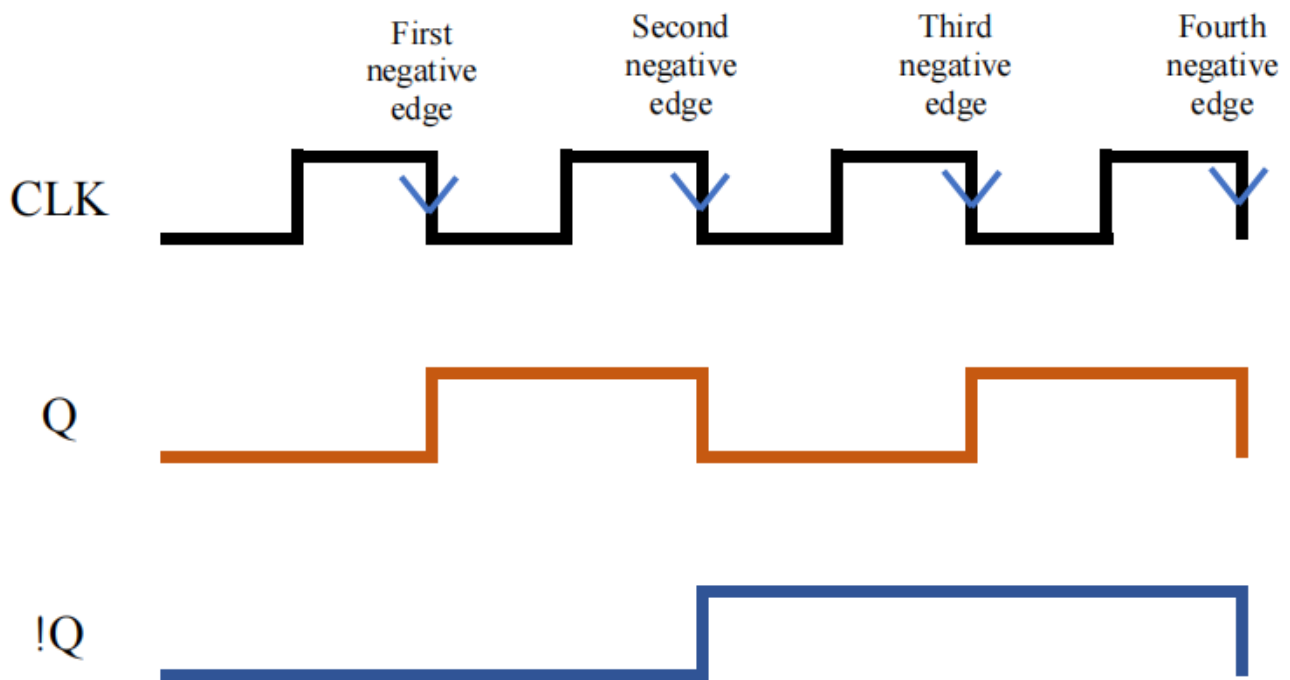 First
negative
edge
Second
negative
edge
Third
negative
edge
Fourth
negative
edge
CLK
Q
!Q